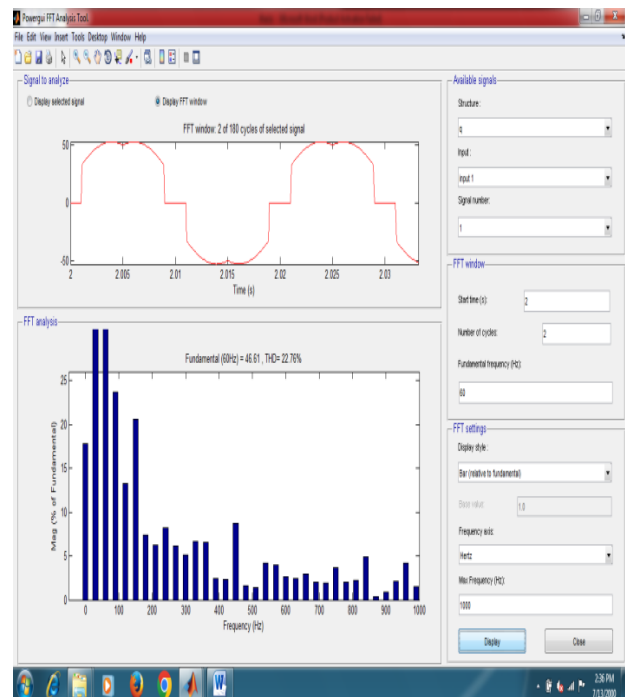 Powergui FFT Analysis Tool.
File Edit View Insert Tools Desktop Window Help
Signal to analyze
Display selected signal
Display FFT window
FFT window: 2 of 180 cycles of selected signal
50
0
-50
2 2.005 2.01 2.015 2.02 2.025 2.03
Time (s)
FFT analysis
Fundamental (60Hz) = 46.61 , THD= 22.76%
25
20
15
10
5
0
Mag (% of Fundamental)
0 100 200 300 400 500 600 700 800 900 1000
Frequency (Hz)
Available signals
Structure :
q
Input :
input 1
Signal number:
1
FFT window
Start time (s):
2
Number of cycles:
2
Fundamental frequency (Hz):
60
FFT settings
Display style :
Bar (relative to fundamental)
Base value:
1.0
Frequency axis:
Hertz
Max Frequency (Hz):
1000
Display
Close
2:36 PM
7/13/2000